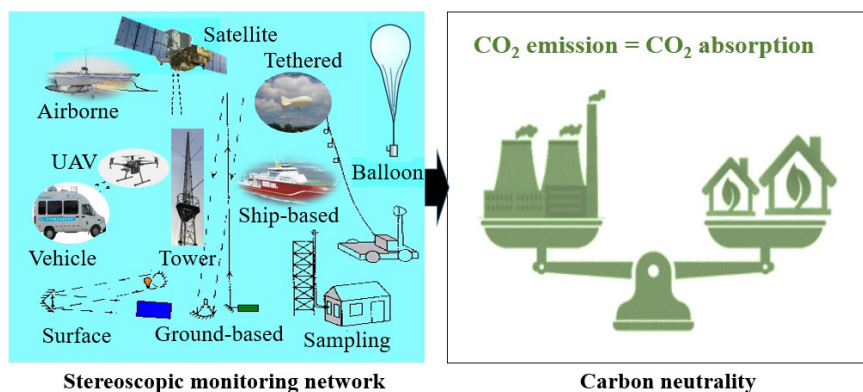 Satellite
Tethered
Airborne
UAV
Balloon
Ship-based
Vehicle
Tower
Surface
Ground-based
Sampling
Stereoscopic monitoring network
CO₂ emission = CO₂ absorption
Carbon neutrality